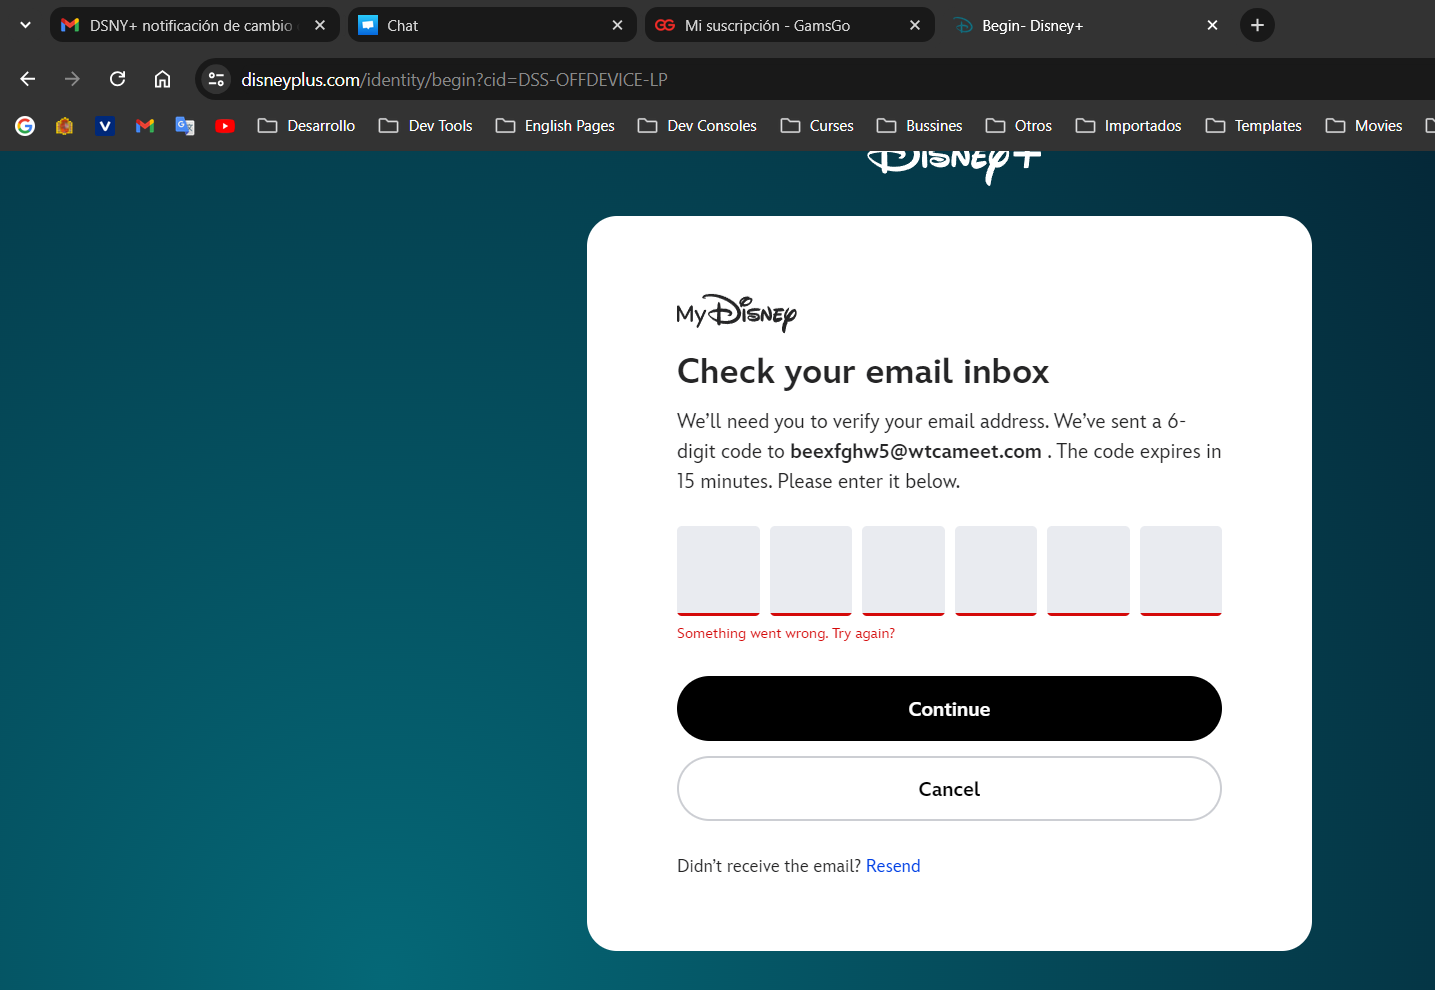 DSNY+ notificación de cambio
Chat
Mi suscripción - GamsGo
Begin- Disney+
disneyplus.com/identity/begin?cid=DSS-OFFDEVICE-LP
Desarrollo
Dev Tools
English Pages
Dev Consoles
Curses
Bussines
Otros
Importados
Templates
Movies
Disney+
My Disney
Check your email inbox
We’ll need you to verify your email address. We’ve sent a 6-
digit code to beexfghw5@wtcameet.com . The code expires in
15 minutes. Please enter it below.
Something went wrong. Try again?
Continue
Cancel
Didn’t receive the email? Resend